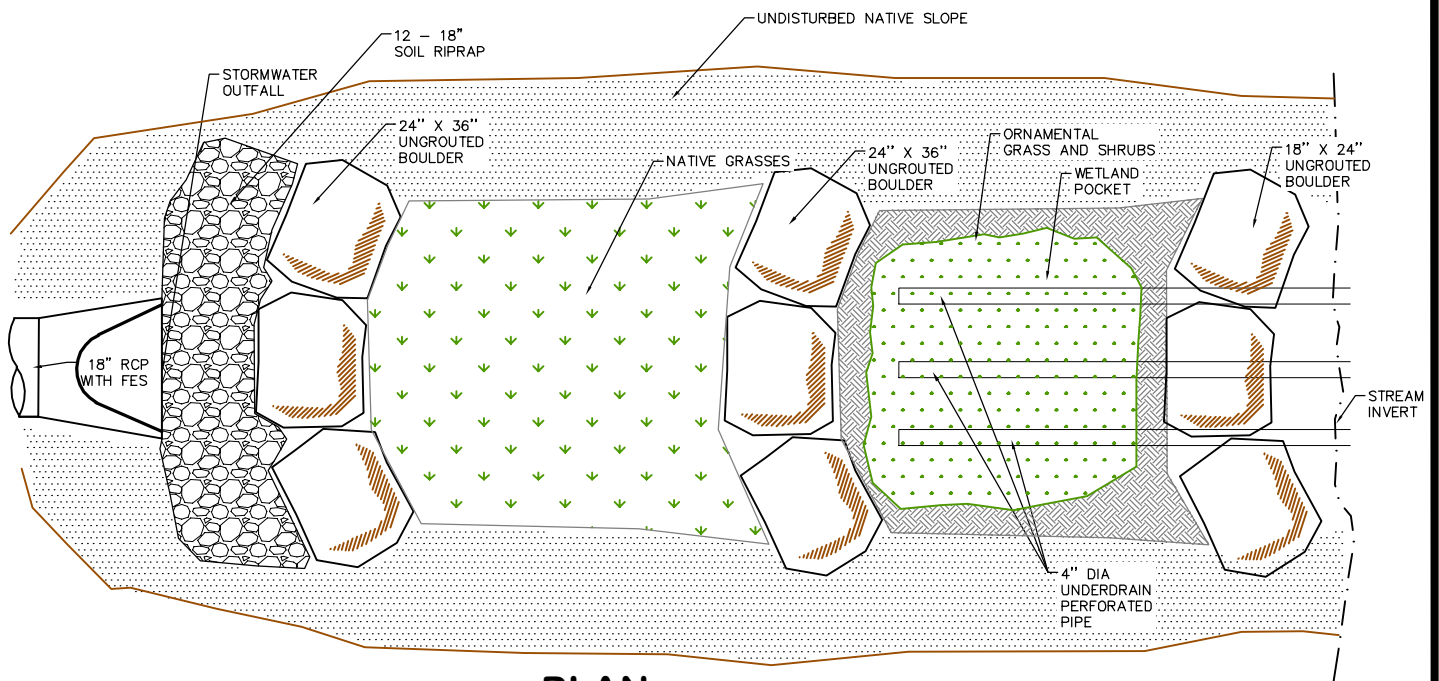 UNDISTURBED NATIVE SLOPE
12 – 18"
SOIL RIPRAP
STORMWATER
OUTFALL
24" X 36"
UNGROUTED
BOULDER
NATIVE GRASSES
24" X 36"
UNGROUTED
BOULDER
ORNAMENTAL
GRASS AND SHRUBS
WETLAND
POCKET
18" X 24"
UNGROUTED
BOULDER
18" RCP
WITH FES
STREAM
INVERT
4" DIA
UNDERDRAIN
PERFORATED
PIPE
PLAN